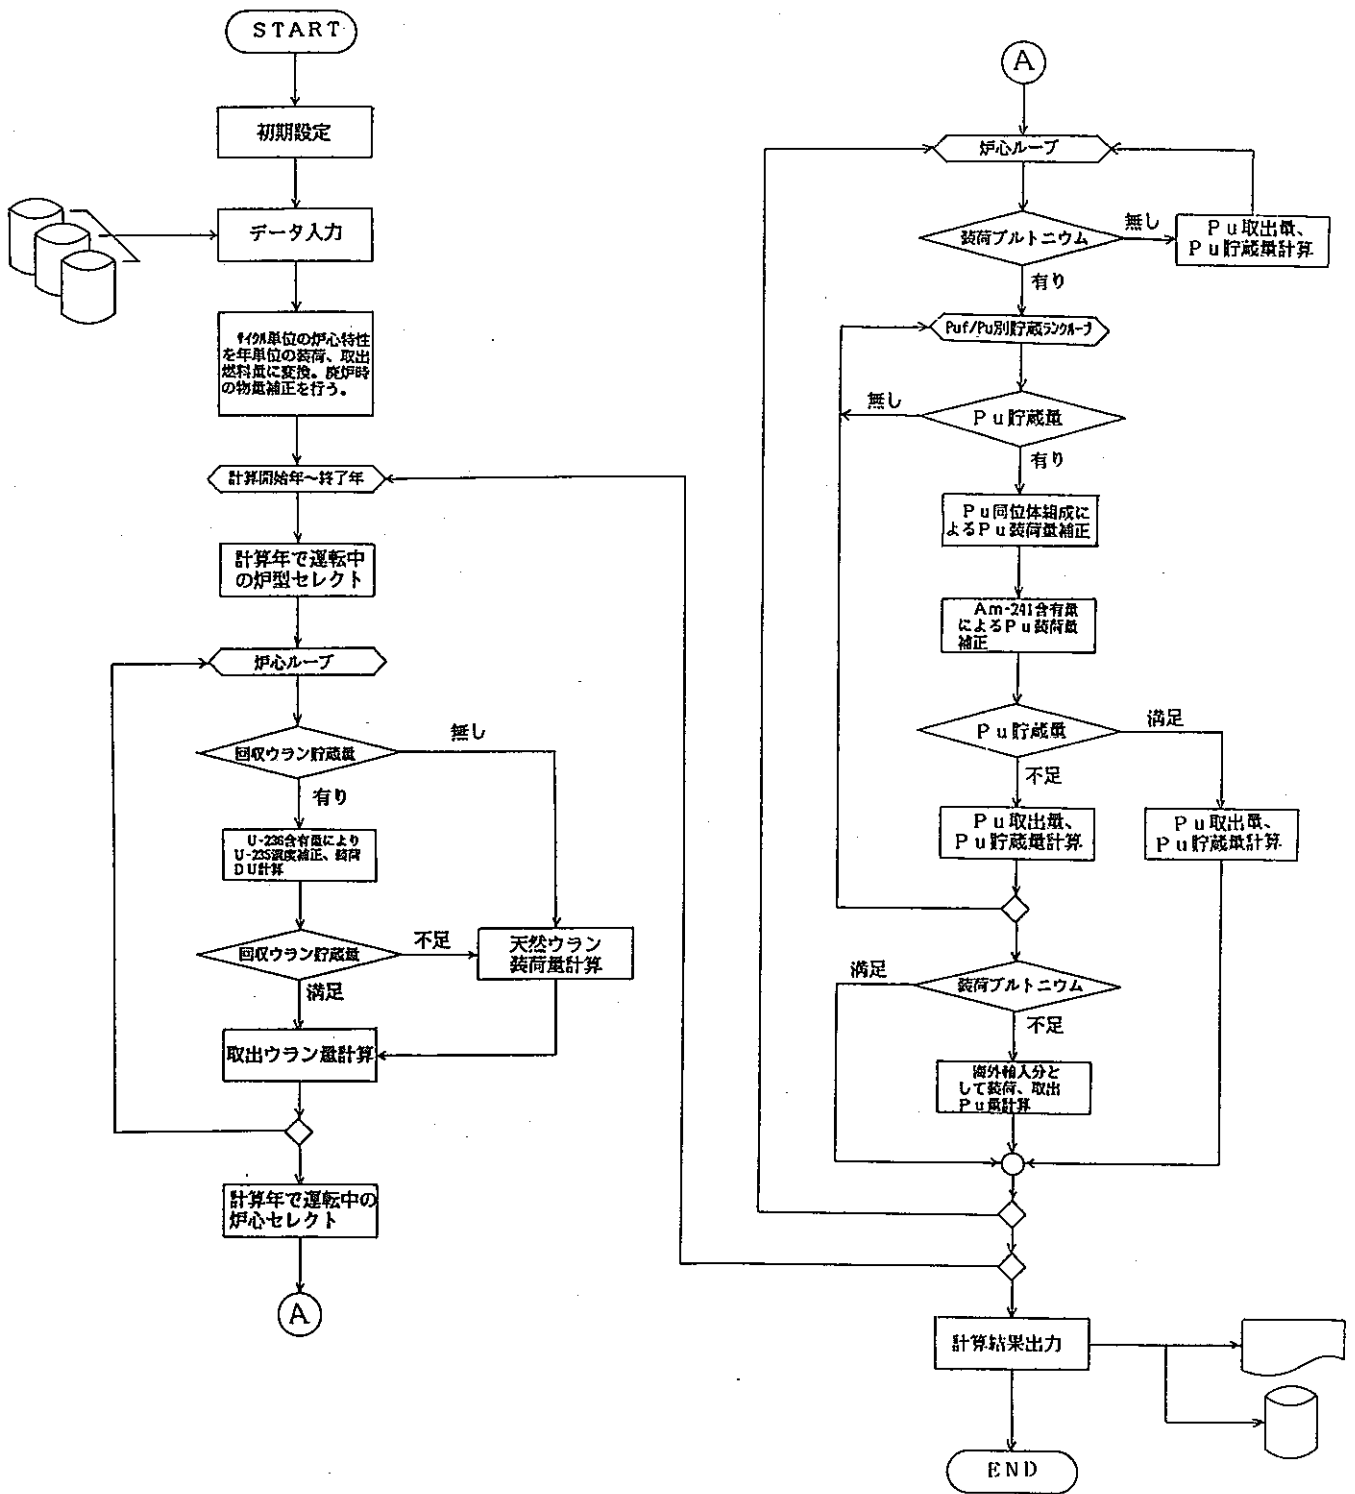 START
初期設定
データ入力
サイクル単位の炉心特性
を年単位の装荷、取出
燃料量に変換。廃炉時
の物量補正を行う。
計算開始年～終了年
計算年で運転中
の炉型セレクト
炉心ループ
回収ウラン貯蔵量
無し
有り
U-236含有量により
U-235濃度補正、装荷
DU計算
回収ウラン貯蔵量
不足
満足
天然ウラン
装荷量計算
取出ウラン量計算
計算年で運転中の
炉心セレクト
A
A
炉心ループ
装荷プルトニウム
無し
有り
Pu取出量、
Pu貯蔵量計算
Puf/Pu別貯蔵ランクループ
Pu貯蔵量
無し
有り
Pu同位体組成に
よるPu装荷量補正
Am-241含有量
によるPu装荷量
補正
Pu貯蔵量
満足
不足
Pu取出量、
Pu貯蔵量計算
Pu取出量、
Pu貯蔵量計算
装荷プルトニウム
満足
不足
海外輸入分と
して装荷、取出
Pu量計算
計算結果出力
END